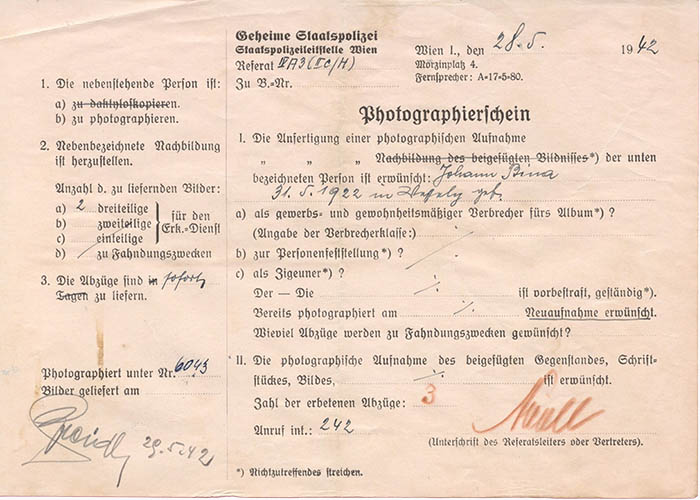 Geheime Staatspolizei
Staatspolizeileitstelle Wien
Referat IV A 3 (II C/H)
Zu B.=Nr.
Wien I., den 28.5. 1942
Morzinplatz 4.
Fernsprecher: A=17=5=80.
1. Die nebenstehende Person ist:
a) zu daktyloskopieren.
b) zu photographieren.
2. Nebenbezeichnete Nachbildung
ist herzustellen.
Anzahl d. zu liefernden Bilder:
a) 2 dreiteilige
b) zweiteilige
c) einteilige
für den
Erk.=Dienst
d) zu Fahndungszwecken
3. Die Abzüge sind in sofort
Tagen zu liefern.
Photographiert unter Nr. 6043
Bilder geliefert am
29.5.42
Photographierschein
I. Die Anfertigung einer photographischen Aufnahme
„ „ „ Nachbildung des beigefügten Bildnisses*) der unten
bezeichneten Person ist erwünscht: Johann Bina
31.5.1922 in geb.
a) als gewerbs= und gewohnheitsmäßiger Verbrecher fürs Album*) ?
(Angabe der Verbrecherklasse:)
b) zur Personenfeststellung*) ?
c) als Zigeuner*) ?
Der — Die ist vorbestraft, geständig*).
Bereits photographiert am Neuaufnahme erwünscht.
Wieviel Abzüge werden zu Fahndungszwecken gewünscht?
II. Die photographische Aufnahme des beigefügten Gegenstandes, Schrift=
stückes, Bildes, ist erwünscht.
Zahl der erbetenen Abzüge: 3
Anruf int.: 242
(Unterschrift des Referatsleiters oder Vertreters).
*) Nichtzutreffendes streichen.